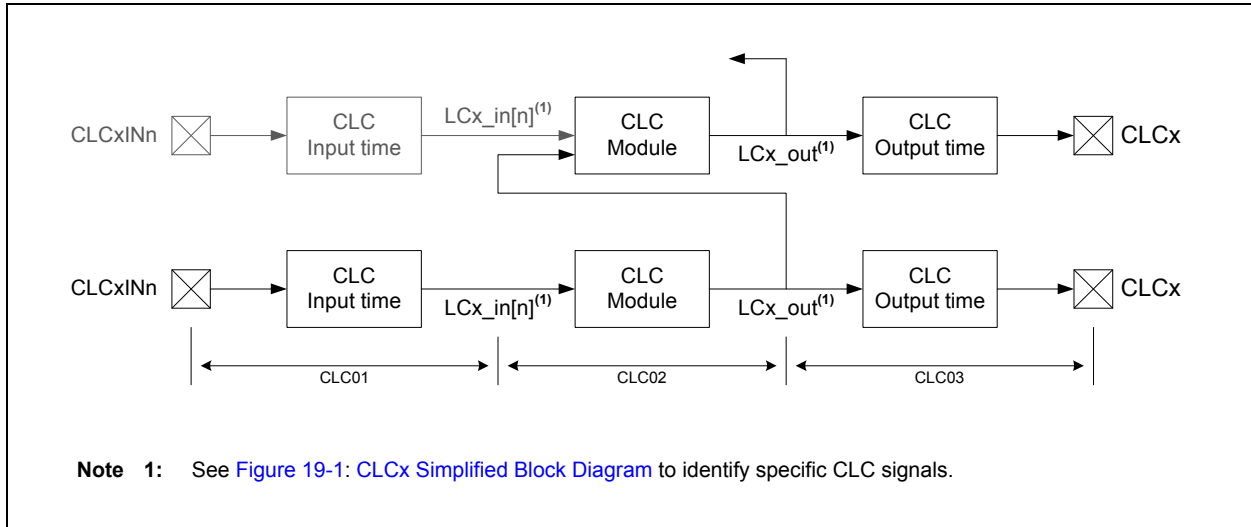 LCx_in[n](1)
CLCxINn
CLC
Input time
CLC
Module
LCx_out(1)
CLC
Output time
CLCx
CLCxINn
CLC
Input time
LCx_in[n](1)
CLC
Module
LCx_out(1)
CLC
Output time
CLCx
CLC01
CLC02
CLC03
Note 1: See Figure 19-1: CLCx Simplified Block Diagram to identify specific CLC signals.